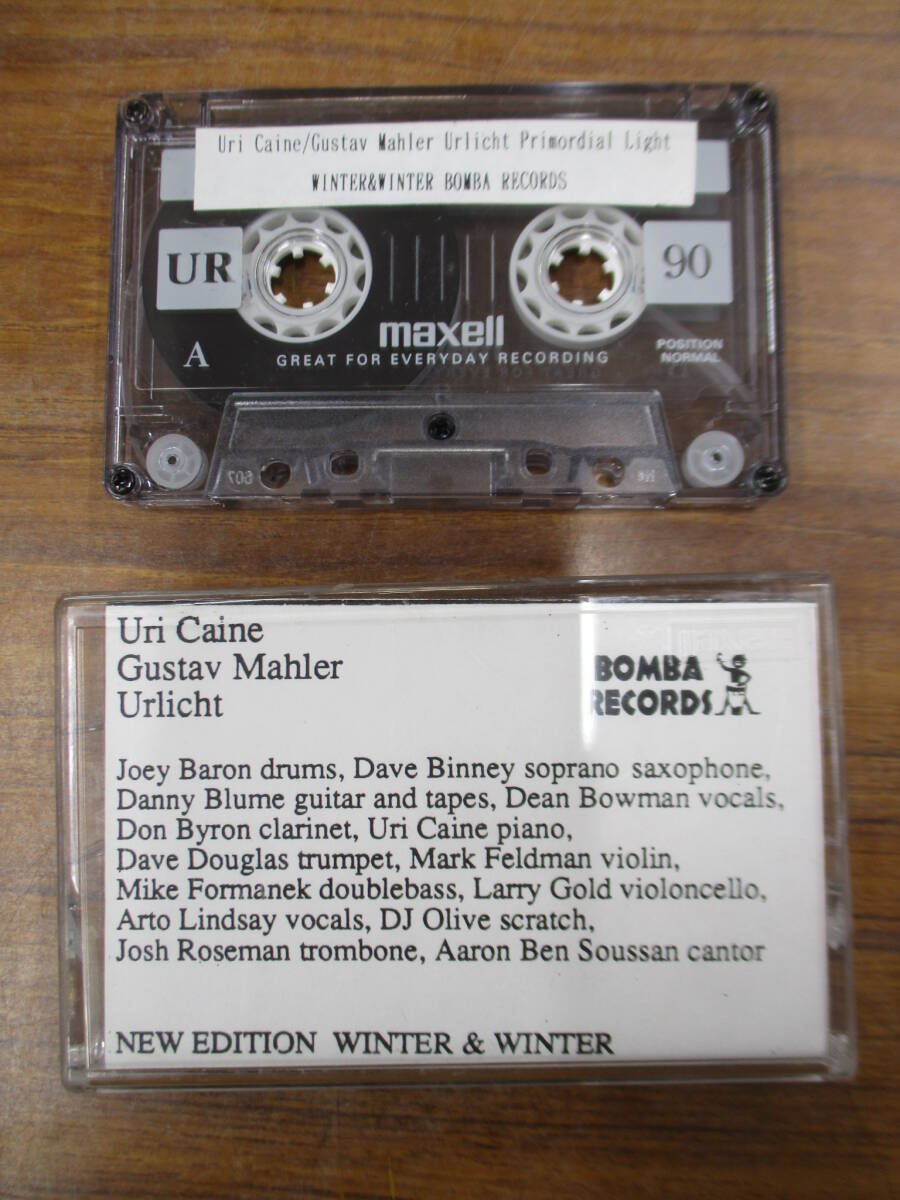 Uri Caine/Gustav Mahler Urlicht Primordial Light
WINTER&WINTER BOMBA RECORDS
UR
90
maxell
A
GREAT FOR EVERYDAY RECORDING
POSITION
NORMAL
Uri Caine
Gustav Mahler
Urlicht
BOMBA
RECORDS
Joey Baron drums, Dave Binney soprano saxophone,
Danny Blume guitar and tapes, Dean Bowman vocals,
Don Byron clarinet, Uri Caine piano,
Dave Douglas trumpet, Mark Feldman violin,
Mike Formanek doublebass, Larry Gold violoncello,
Arto Lindsay vocals, DJ Olive scratch,
Josh Roseman trombone, Aaron Ben Soussan cantor
NEW EDITION WINTER & WINTER